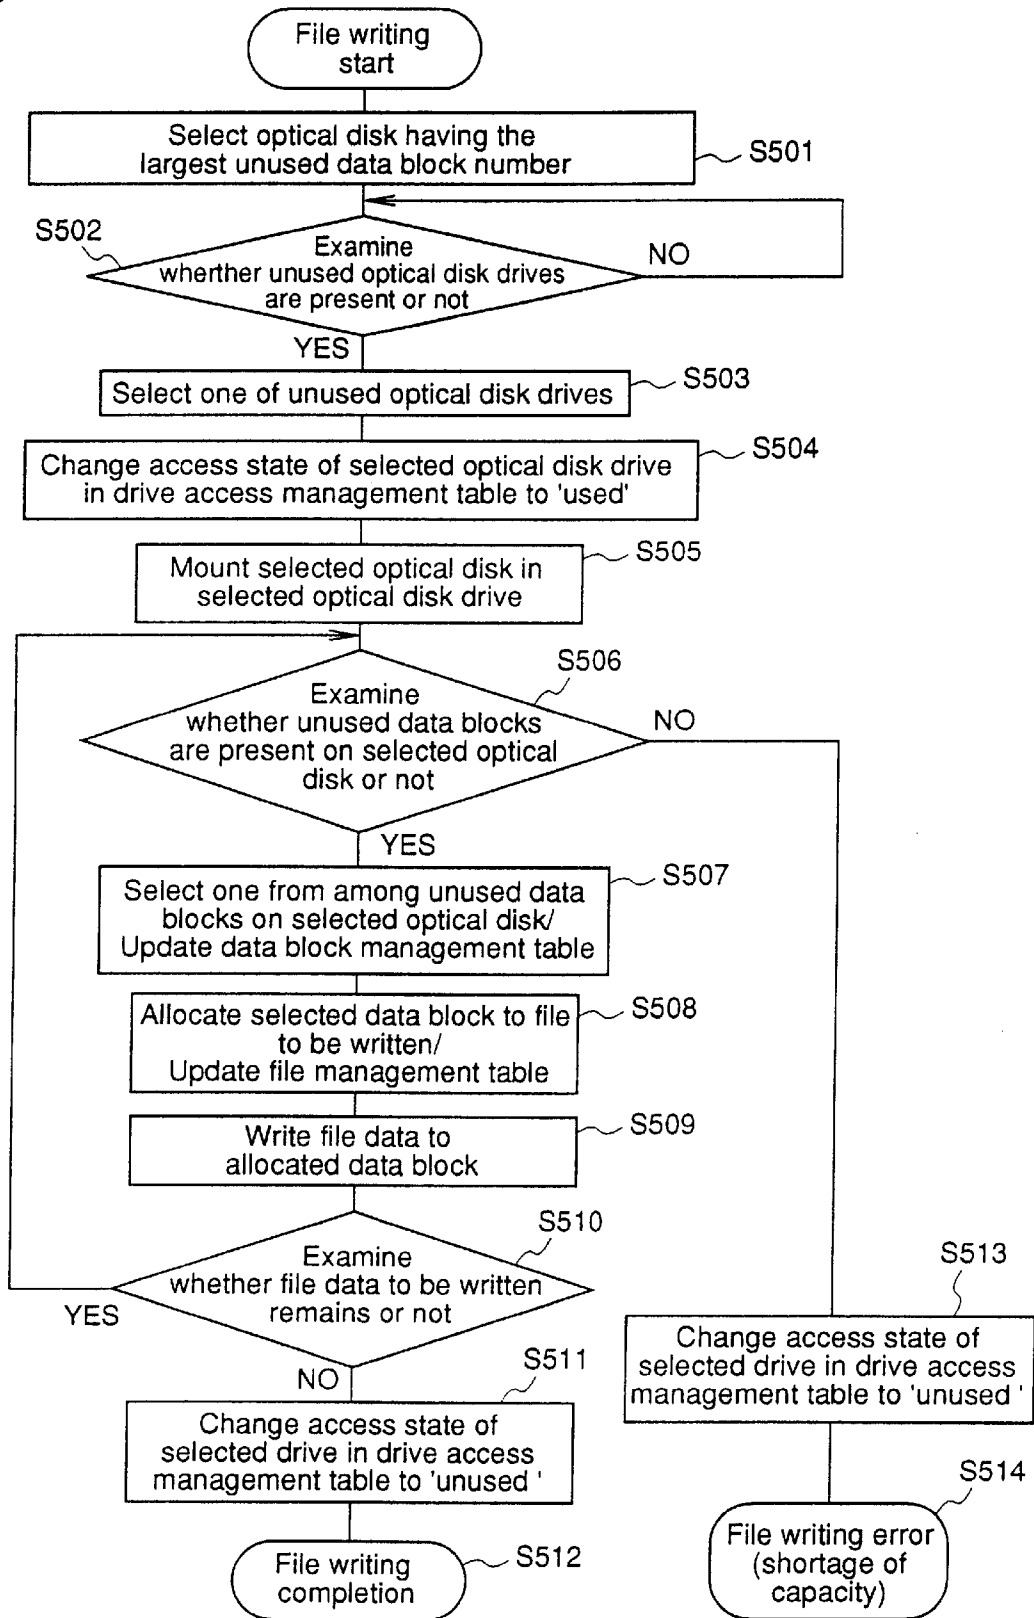 File writing
start
Select optical disk having the
largest unused data block number
S501
S502
Examine
wherther unused optical disk drives
are present or not
NO
YES
Select one of unused optical disk drives
S503
Change access state of selected optical disk drive
in drive access management table to 'used'
S504
Mount selected optical disk in
selected optical disk drive
S505
S506
Examine
whether unused data blocks
are present on selected optical
disk or not
NO
YES
Select one from among unused data
blocks on selected optical disk/
Update data block management table
S507
Allocate selected data block to file
to be written/
Update file management table
S508
Write file data to
allocated data block
S509
S510
Examine
whether file data to be written
remains or not
YES
NO
S511
Change access state of
selected drive in drive access
management table to 'unused '
File writing
completion
S512
S513
Change access state of
selected drive in drive access
management table to 'unused '
S514
File writing error
(shortage of
capacity)